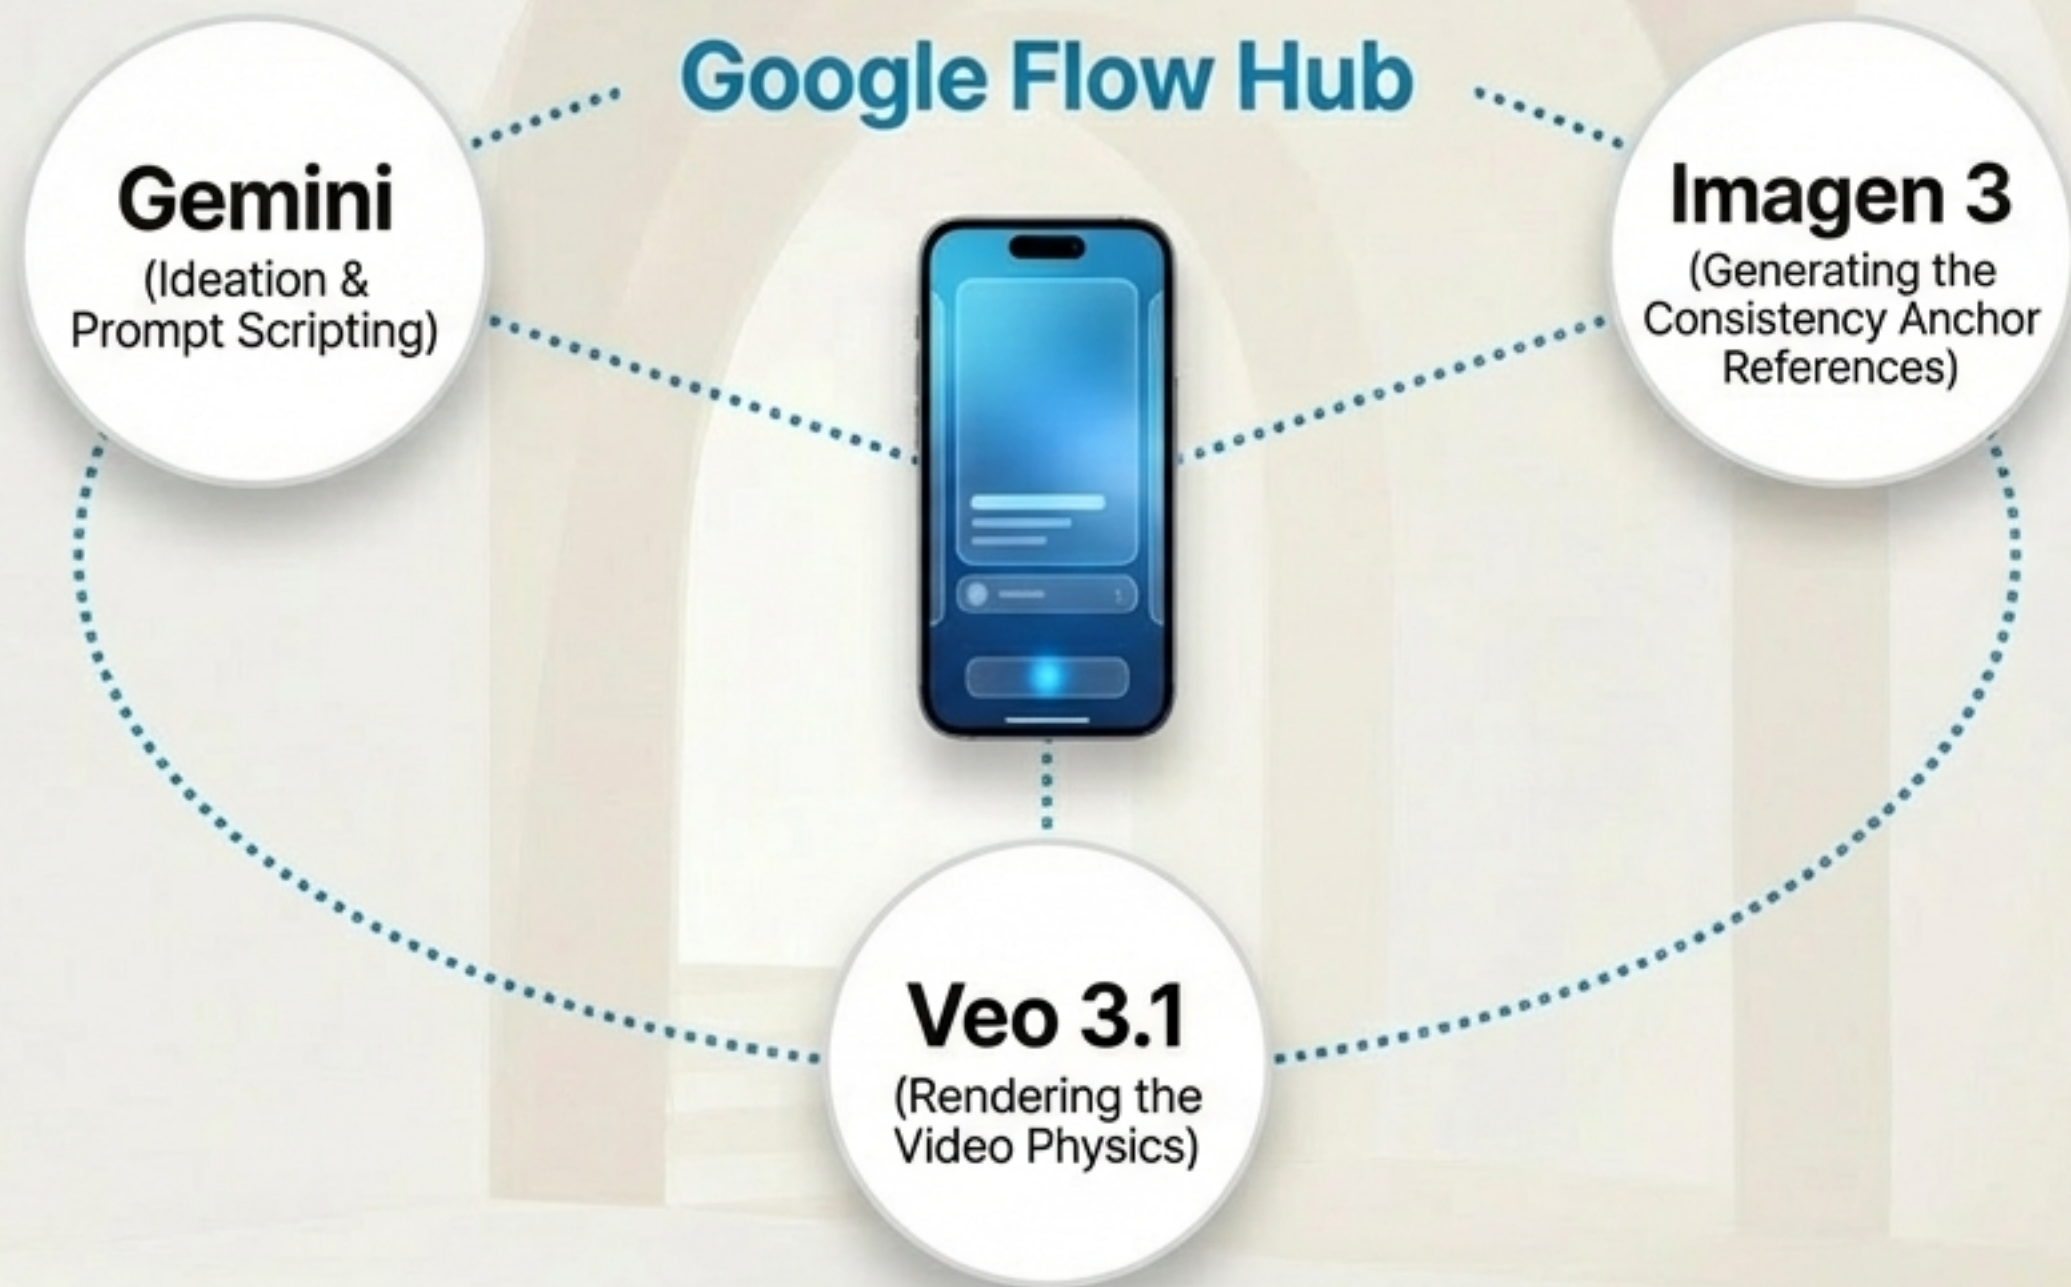 Google Flow Hub
Gemini
(Ideation &
Prompt Scripting)
Imagen 3
(Generating the
Consistency Anchor
References)
Veo 3.1
(Rendering the
Video Physics)